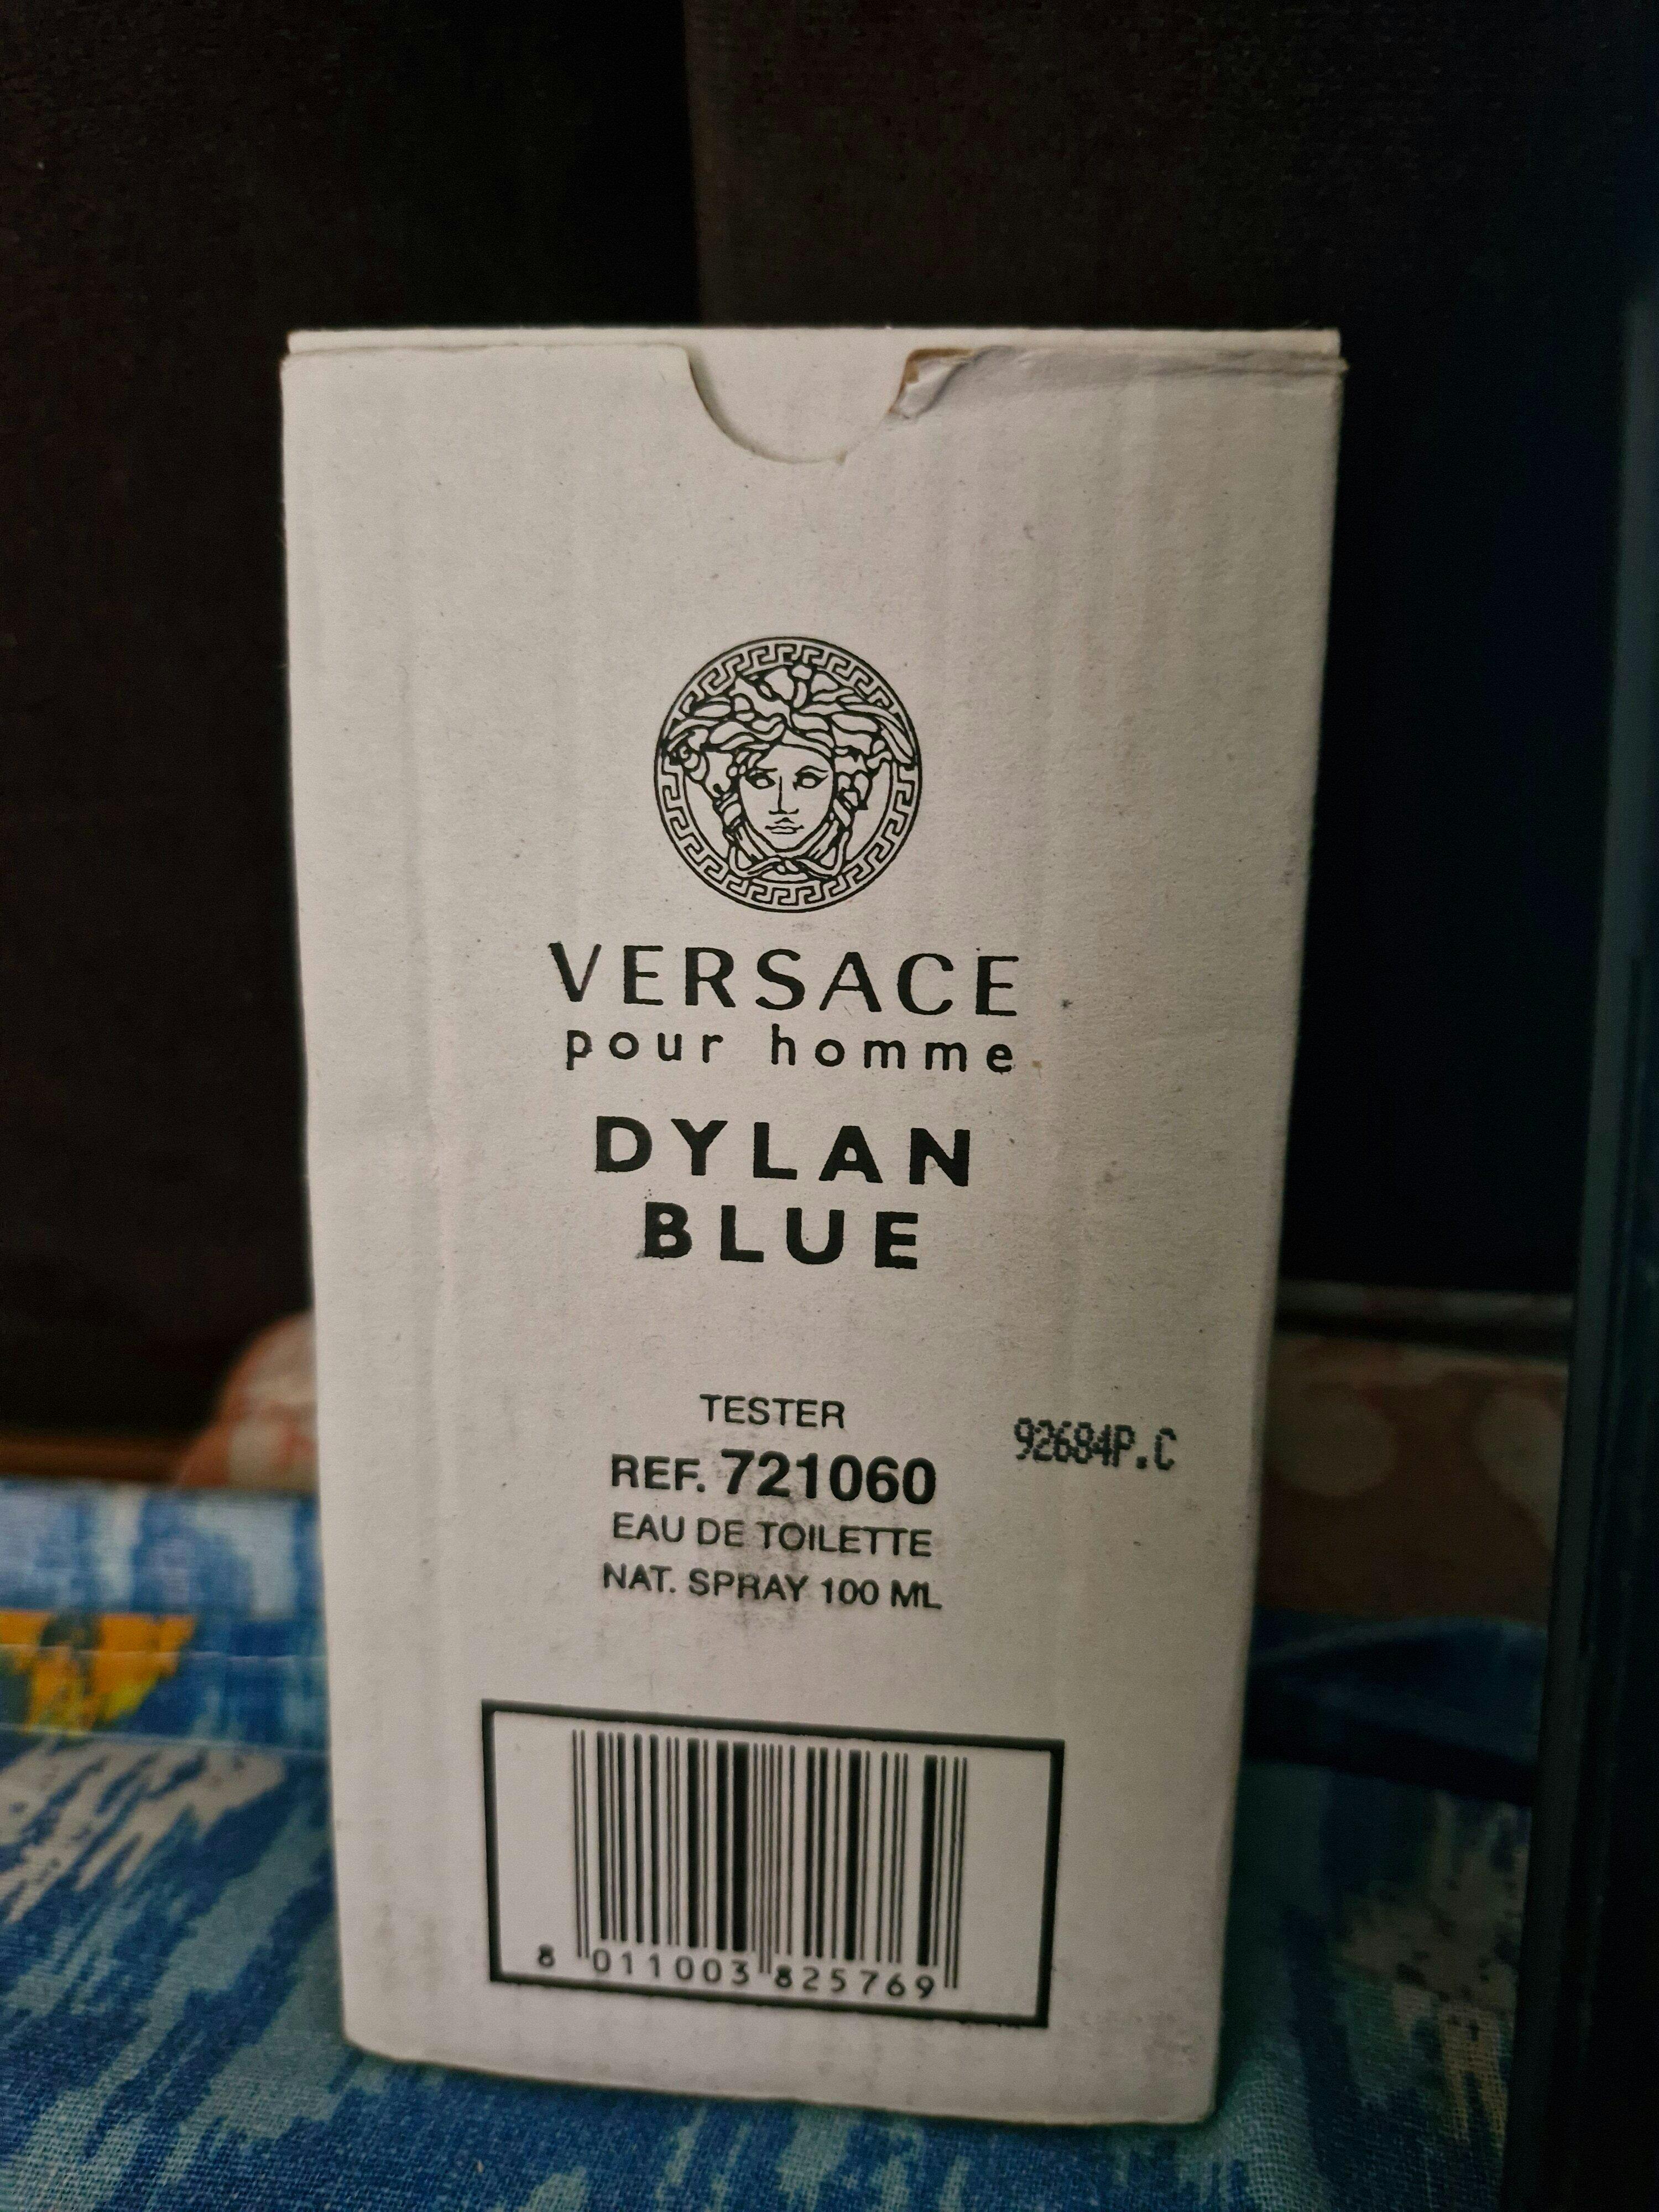 VERSACE
pour homme
DYLAN
BLUE
TESTER
REF. 721060
92684P.C
EAU DE TOILETTE
NAT. SPRAY 100 ML
8 011003 825769